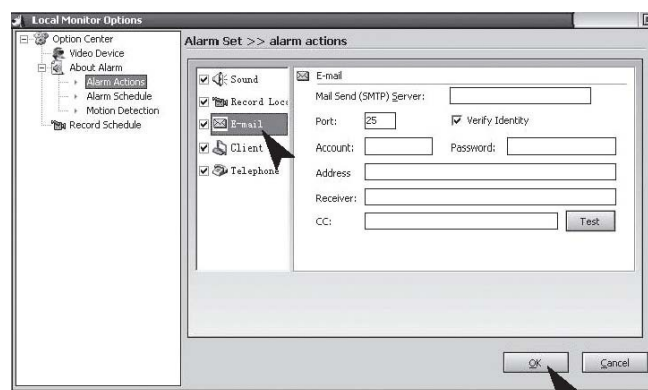 Local Monitor Options
Option Center
Video Device
About Alarm
Alarm Actions
Alarm Schedule
Motion Detection
Record Schedule
Alarm Set >> alarm actions
Sound
Record Loc
E-mail
Client
Telephone
E-mail
Mail Send (SMTP) Server:
Port: 25 Verify Identity
Account: Password:
Address
Receiver:
CC: Test
OK Cancel